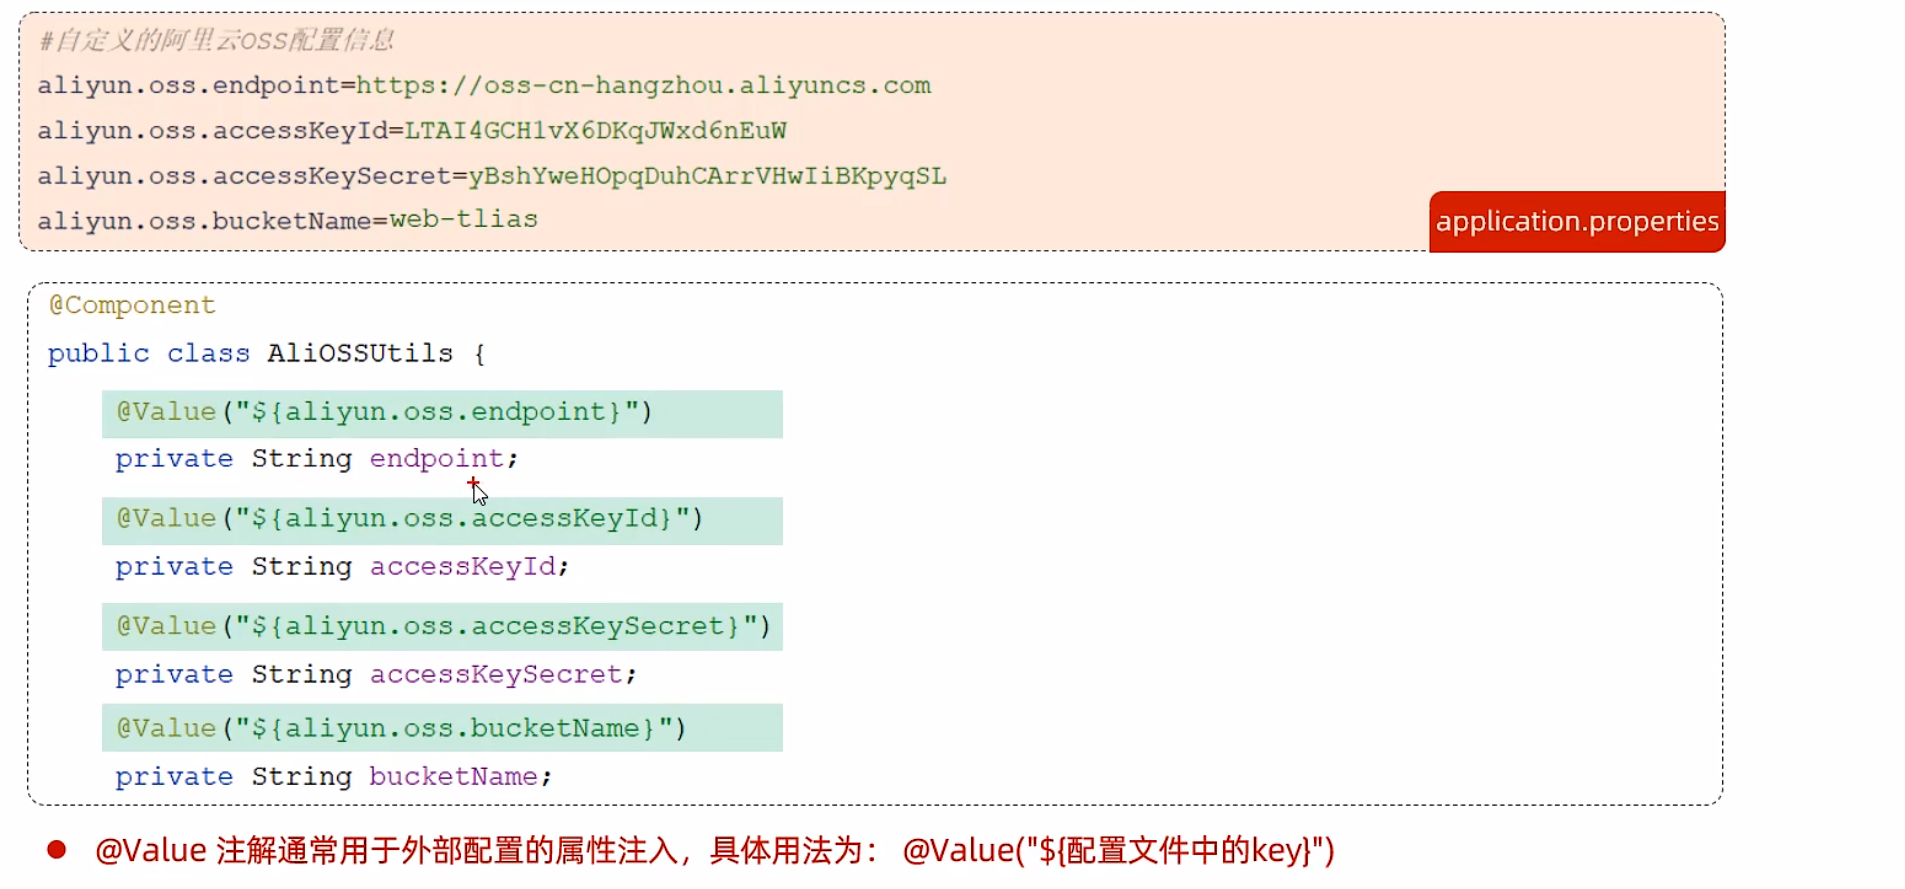 #自定义的阿里云OSS配置信息
aliyun.oss.endpoint=https://oss-cn-hangzhou.aliyuncs.com
aliyun.oss.accessKeyId=LTAI4GCH1vX6DKqJWxd6nEuW
aliyun.oss.accessKeySecret=yBshYweHOpqDuhCArrVHwIiBKpyqSL
aliyun.oss.bucketName=web-tlias
application.properties
@Component
public class AliOSSUtils {
@Value("${aliyun.oss.endpoint}")
private String endpoint;
@Value("${aliyun.oss.accessKeyId}")
private String accessKeyId;
@Value("${aliyun.oss.accessKeySecret}")
private String accessKeySecret;
@Value("${aliyun.oss.bucketName}")
private String bucketName;
● @Value 注解通常用于外部配置的属性注入，具体用法为： @Value("${配置文件中的key}")